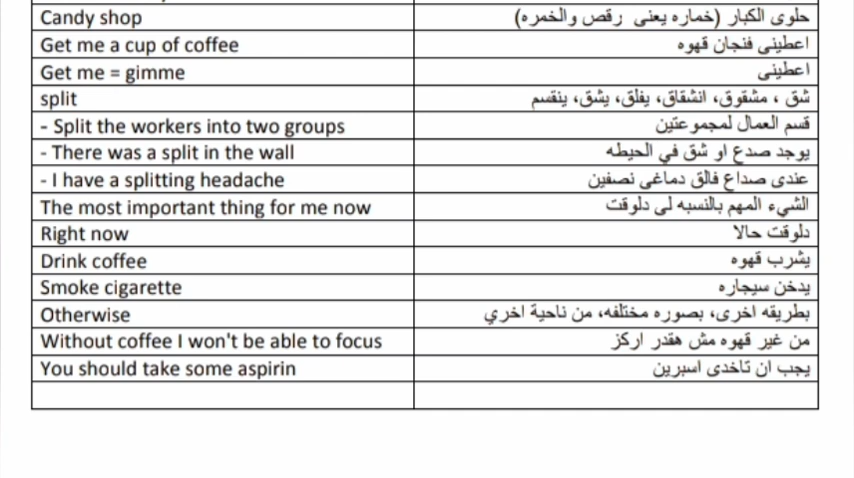 Candy shop حلوى الكبار (خماره يعنى رقص والخمره)
Get me a cup of coffee اعطينى فنجان قهوه
Get me = gimme اعطينى
split شق ، مشقوق، انشقاق، يفلق، يشق، ينقسم
- Split the workers into two groups قسم العمال لمجموعتين
- There was a split in the wall يوجد صدع او شق في الحيطه
- I have a splitting headache عندى صداع فالق دماغى نصفين
The most important thing for me now الشيء المهم بالنسبه لى دلوقت
Right now دلوقت حالا
Drink coffee يشرب قهوه
Smoke cigarette يدخن سيجاره
Otherwise بطريقه اخرى، بصوره مختلفه، من ناحية اخري
Without coffee I won't be able to focus من غير قهوه مش هقدر اركز
You should take some aspirin يجب ان تاخدى اسبرين